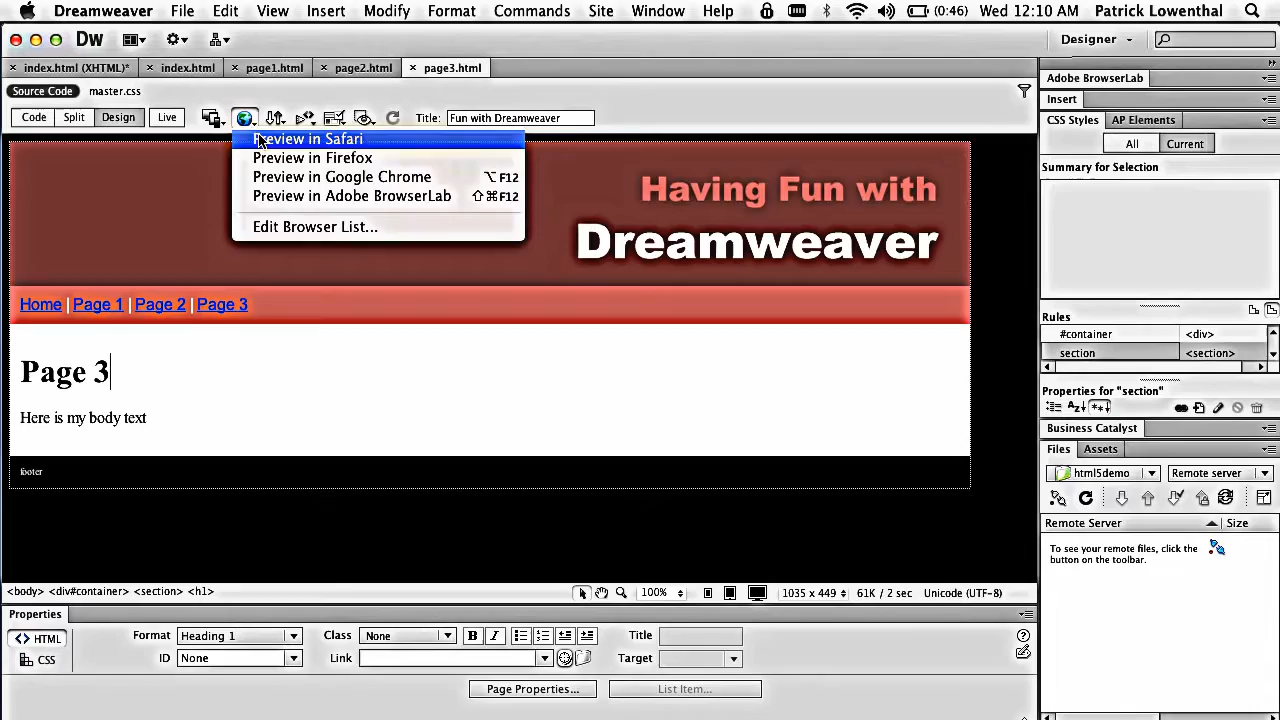 Dreamweaver File Edit View Insert Modify Format Commands Site Window Help (0:46) Wed 12:10 AM Patrick Lowenthal
Dw Designer
index.html (XHTML)* index.html page1.html page2.html page3.html
Source Code master.css
Code Split Design Live Title: Fun with Dreamweaver
Preview in Safari
Preview in Firefox
Preview in Google Chrome ⌥F12
Preview in Adobe BrowserLab ⇧⌘F12
Edit Browser List...
Having Fun with
Dreamweaver
Home | Page 1 | Page 2 | Page 3
Page 3
Here is my body text
footer
<body> <div#container> <section> <h1> 100% 1035 x 449 61K / 2 sec Unicode (UTF-8)
Properties
HTML Format Heading 1 Class None B I Title
CSS ID None Link Target
Page Properties... List Item...
Adobe BrowserLab
Insert
CSS Styles AP Elements
All Current
Summary for Selection
Rules
#container <div>
section <section>
Properties for "section"
Az
Business Catalyst
Files Assets
html5demo Remote server
Remote Server Size
To see your remote files, click the
button on the toolbar.